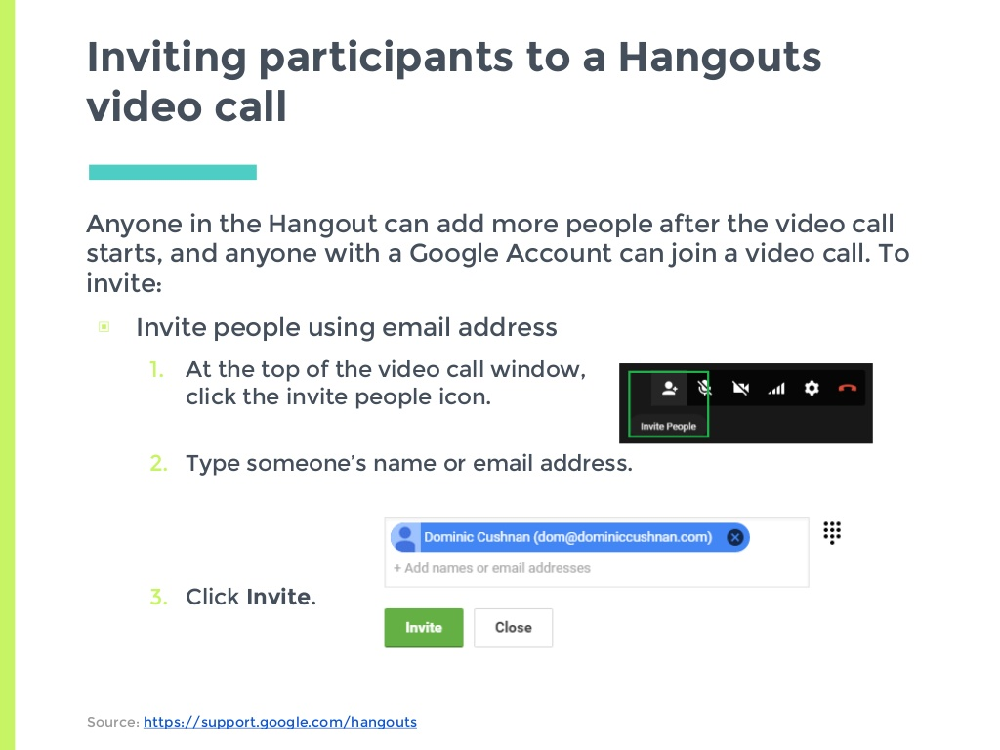 Inviting participants to a Hangouts
video call
Anyone in the Hangout can add more people after the video call
starts, and anyone with a Google Account can join a video call. To
invite:
Invite people using email address
1. At the top of the video call window,
click the invite people icon.
Invite People
2. Type someone’s name or email address.
Dominic Cushnan (dom@dominiccushnan.com)
+ Add names or email addresses
3. Click Invite.
Invite Close
Source: https://support.google.com/hangouts